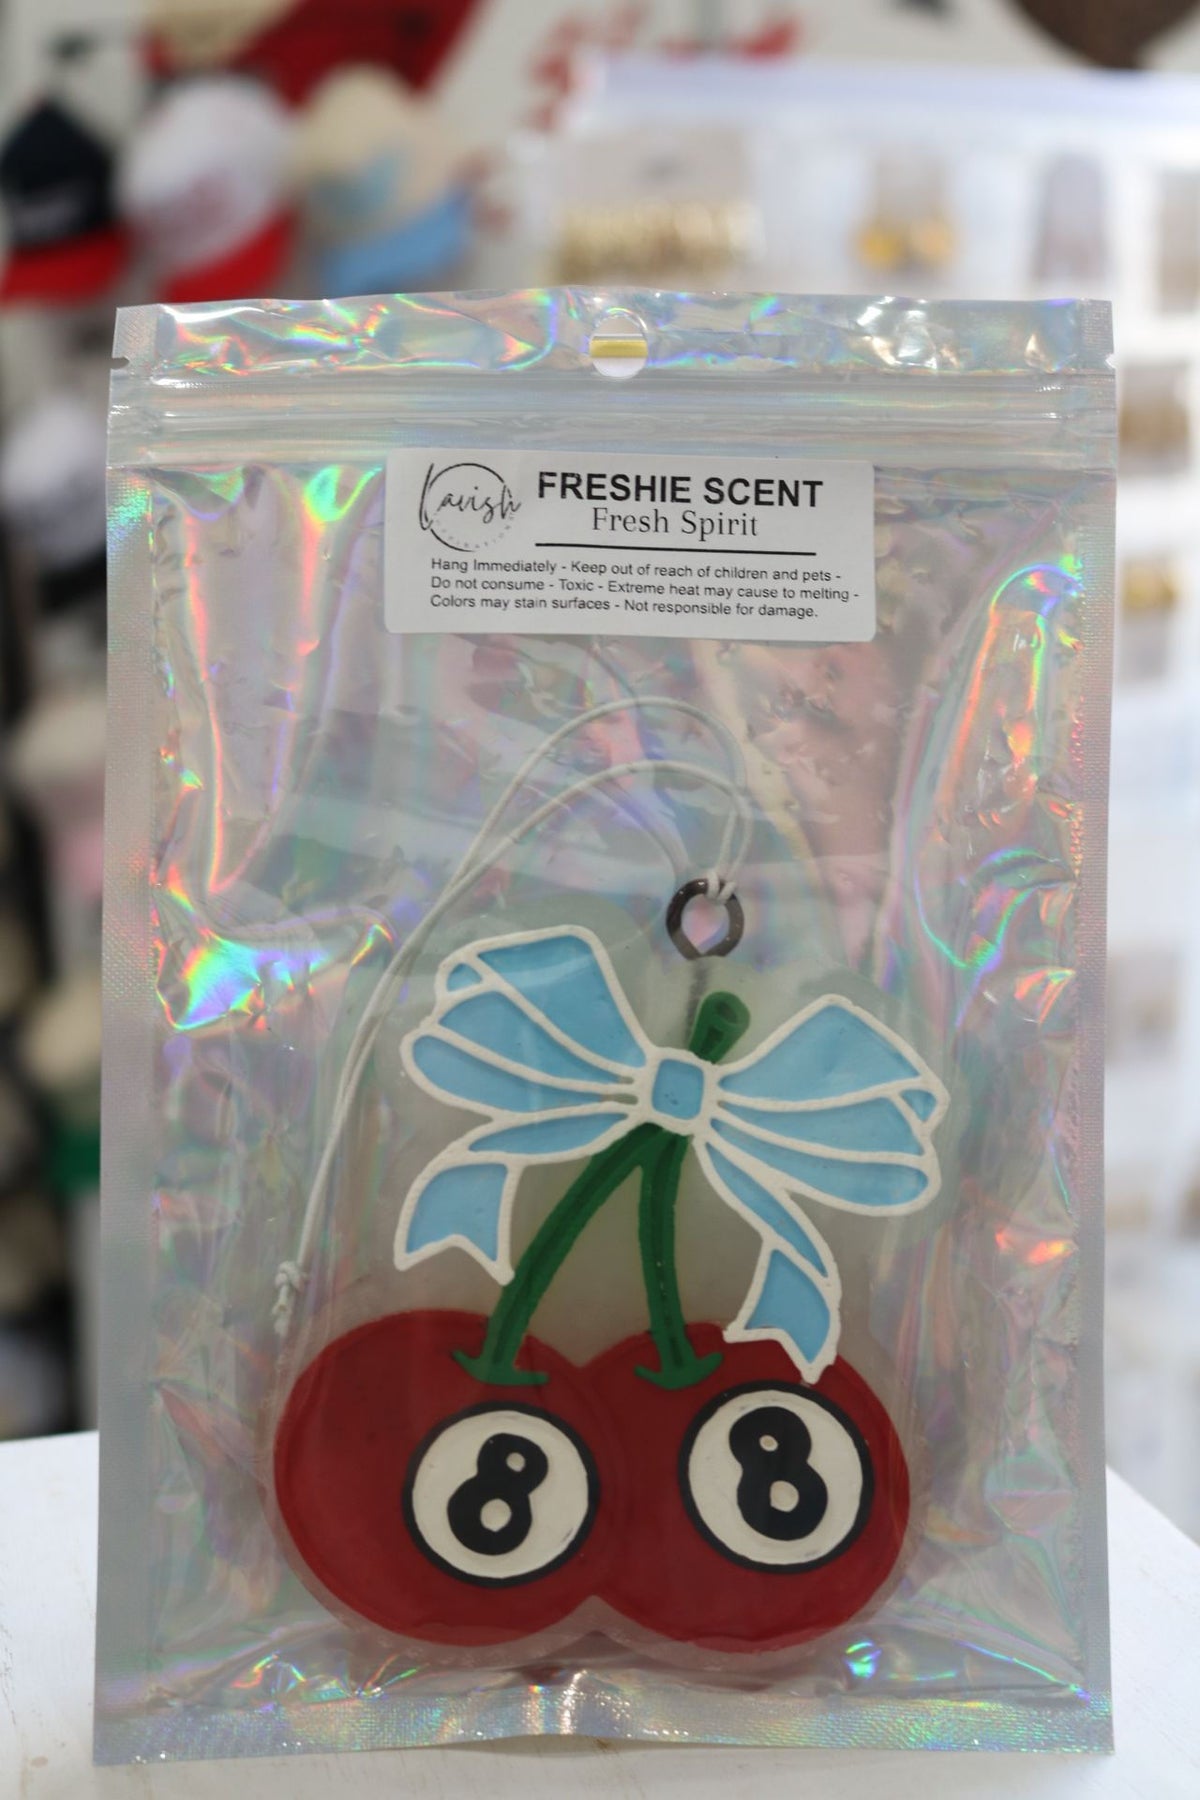 Lavish
FRESHIE SCENT
Fresh Spirit
Hang Immediately - Keep out of reach of children and pets -
Do not consume - Toxic - Extreme heat may cause to melting -
Colors may stain surfaces - Not responsible for damage.
8 8